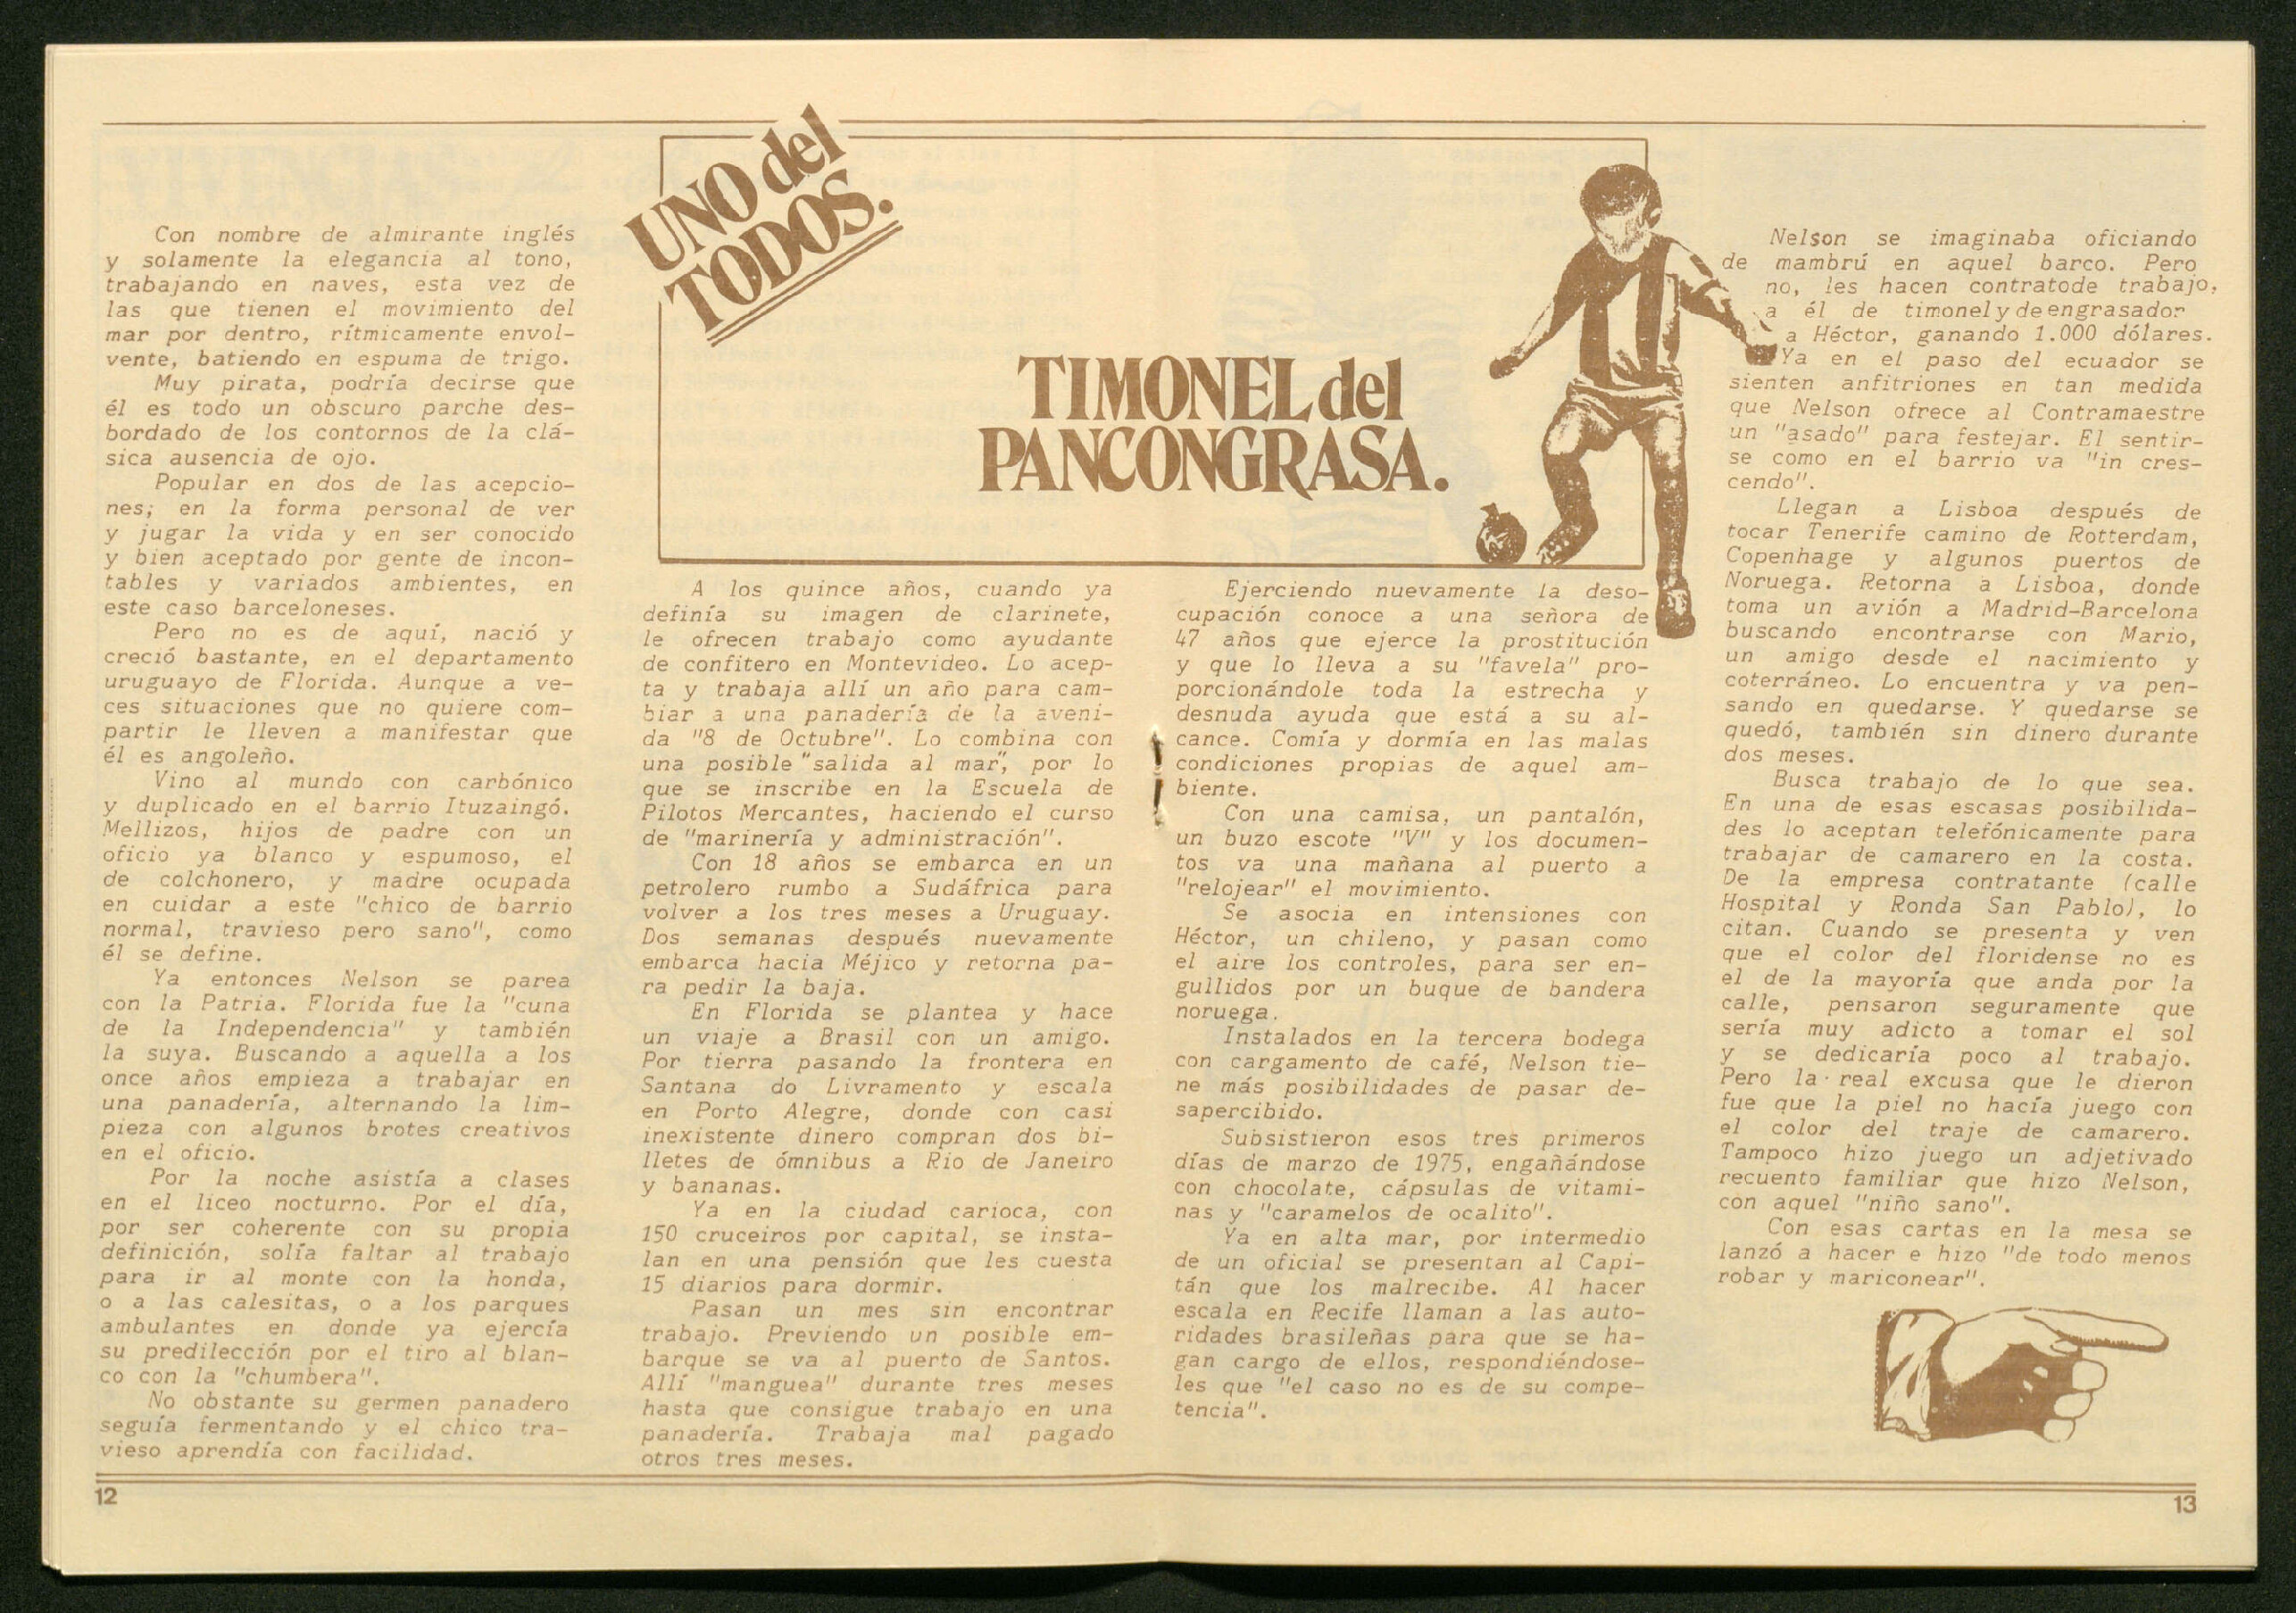 UNO del
TODOS.
TIMONEL del
PANCONGRASA.
Con nombre de almirante inglés
y solamente la elegancia al tono,
trabajando en naves, esta vez de
las que tienen el movimiento del
mar por dentro, rítmicamente envol-
vente, batiendo en espuma de trigo.
Muy pirata, podría decirse que
él es todo un obscuro parche des-
bordado de los contornos de la clá-
sica ausencia de ojo.
Popular en dos de las acepcio-
nes; en la forma personal de ver
y jugar la vida y en ser conocido
y bien aceptado por gente de incon-
tables y variados ambientes, en
este caso barceloneses.
Pero no es de aquí, nació y
creció bastante, en el departamento
uruguayo de Florida. Aunque a ve-
ces situaciones que no quiere com-
partir le lleven a manifestar que
él es angoleño.
Vino al mundo con carbónico
y duplicado en el barrio Ituzaingó.
Mellizos, hijos de padre con un
oficio ya blanco y espumoso, el
de colchonero, y madre ocupada
en cuidar a este "chico de barrio
normal, travieso pero sano", como
él se define.
Ya entonces Nelson se parea
con la Patria. Florida fue la "cuna
de la Independencia" y también
la suya. Buscando a aquella a los
once años empieza a trabajar en
una panadería, alternando la lim-
pieza con algunos brotes creativos
en el oficio.
Por la noche asistía a clases
en el liceo nocturno. Por el día,
por ser coherente con su propia
definición, solía faltar al trabajo
para ir al monte con la honda,
o a las calesitas, o a los parques
ambulantes en donde ya ejercía
su predilección por el tiro al blan-
co con la "chumbera".
No obstante su germen panadero
seguía fermentando y el chico tra-
vieso aprendía con facilidad.
A los quince años, cuando ya
definía su imagen de clarinete,
le ofrecen trabajo como ayudante
de confitero en Montevideo. Lo acep-
ta y trabaja allí un año para cam-
biar a una panadería de la aveni-
da "8 de Octubre". Lo combina con
una posible "salida al mar", por lo
que se inscribe en la Escuela de
Pilotos Mercantes, haciendo el curso
de "marinería y administración".
Con 18 años se embarca en un
petrolero rumbo a Sudáfrica para
volver a los tres meses a Uruguay.
Dos semanas después nuevamente
embarca hacia Méjico y retorna pa-
ra pedir la baja.
En Florida se plantea y hace
un viaje a Brasil con un amigo.
Por tierra pasando la frontera en
Santana do Livramento y escala
en Porto Alegre, donde con casi
inexistente dinero compran dos bi-
lletes de ómnibus a Rio de Janeiro
y bananas.
Ya en la ciudad carioca, con
150 cruceiros por capital, se insta-
lan en una pensión que les cuesta
15 diarios para dormir.
Pasan un mes sin encontrar
trabajo. Previendo un posible em-
barque se va al puerto de Santos.
Allí "manguea" durante tres meses
hasta que consigue trabajo en una
panadería. Trabaja mal pagado
otros tres meses.
Ejerciendo nuevamente la deso-
cupación conoce a una señora de
47 años que ejerce la prostitución
y que lo lleva a su "favela" pro-
porcionándole toda la estrecha y
desnuda ayuda que está a su al-
cance. Comía y dormía en las malas
condiciones propias de aquel am-
biente.
Con una camisa, un pantalón,
un buzo escote "V" y los documen-
tos va una mañana al puerto a
"relojear" el movimiento.
Se asocia en intensiones con
Héctor, un chileno, y pasan como
el aire los controles, para ser en-
gullidos por un buque de bandera
noruega.
Instalados en la tercera bodega
con cargamento de café, Nelson tie-
ne más posibilidades de pasar de-
sapercibido.
Subsistieron esos tres primeros
días de marzo de 1975, engañándose
con chocolate, cápsulas de vitami-
nas y "caramelos de ocalito".
Ya en alta mar, por intermedio
de un oficial se presentan al Capi-
tán que los malrecibe. Al hacer
escala en Recife llaman a las auto-
ridades brasileñas para que se ha-
gan cargo de ellos, respondiéndose-
les que "el caso no es de su compe-
tencia".
Nelson se imaginaba oficiando
de mambrú en aquel barco. Pero
no, les hacen contratode trabajo,
a él de timonel y de engrasador
a Héctor, ganando 1.000 dólares.
Ya en el paso del ecuador se
sienten anfitriones en tan medida
que Nelson ofrece al Contramaestre
un "asado" para festejar. El sentir-
se como en el barrio va "in cres-
cendo".
Llegan a Lisboa después de
tocar Tenerife camino de Rotterdam,
Copenhage y algunos puertos de
Noruega. Retorna a Lisboa, donde
toma un avión a Madrid-Barcelona
buscando encontrarse con Mario,
un amigo desde el nacimiento y
coterráneo. Lo encuentra y va pen-
sando en quedarse. Y quedarse se
quedó, también sin dinero durante
dos meses.
Busca trabajo de lo que sea.
En una de esas escasas posibilida-
des lo aceptan telefónicamente para
trabajar de camarero en la costa.
De la empresa contratante (calle
Hospital y Ronda San Pablo), lo
citan. Cuando se presenta y ven
que el color del floridense no es
el de la mayoría que anda por la
calle, pensaron seguramente que
sería muy adicto a tomar el sol
y se dedicaría poco al trabajo.
Pero la real excusa que le dieron
fue que la piel no hacía juego con
el color del traje de camarero.
Tampoco hizo juego un adjetivado
recuento familiar que hizo Nelson,
con aquel "niño sano".
Con esas cartas en la mesa se
lanzó a hacer e hizo "de todo menos
robar y mariconear".
12
13